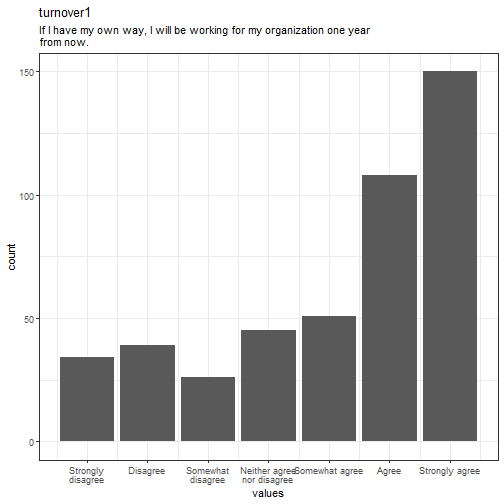 turnover1
If I have my own way, I will be working for my organization one year
from now.
150
100
50
0
count
Strongly
disagree
Disagree
Somewhat
disagree
Neither agree
nor disagree
Somewhat agree
Agree
Strongly agree
values